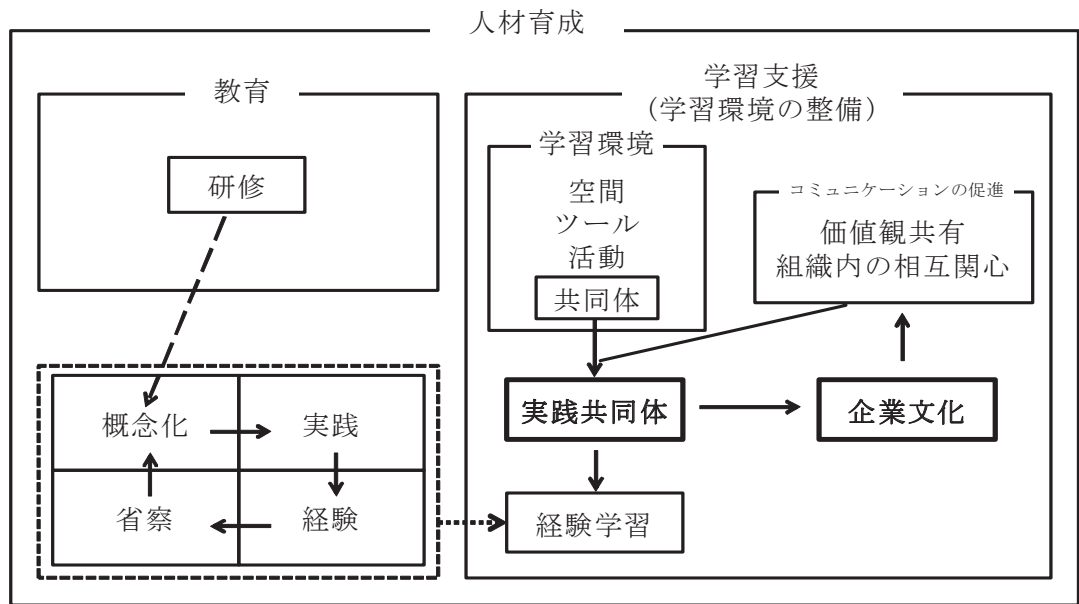 人材育成
教育
研修
学習支援
(学習環境の整備)
学習環境
空間
ツール
活動
共同体
コミュニケーションの促進
価値観共有
組織内の相互関心
実践共同体
企業文化
経験学習
概念化
実践
省察
経験